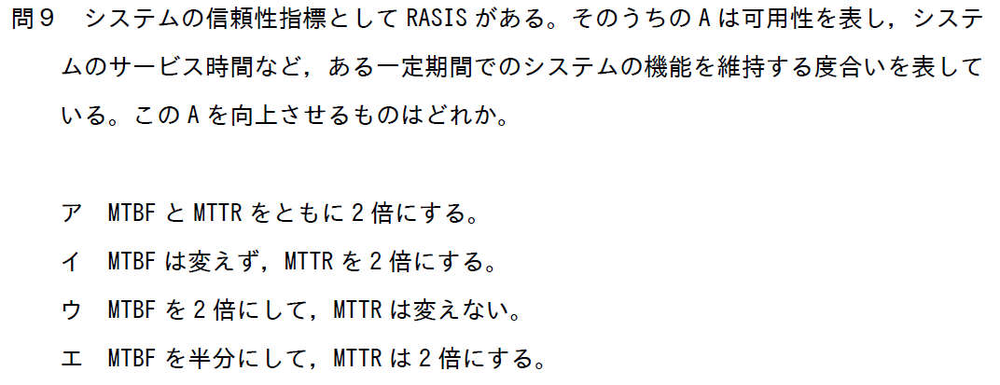 問９　システムの信頼性指標として RASIS がある。そのうちの A は可用性を表し，システ
ムのサービス時間など，ある一定期間でのシステムの機能を維持する度合いを表して
いる。この A を向上させるものはどれか。
ア　MTBF と MTTR をともに 2 倍にする。
イ　MTBF は変えず，MTTR を 2 倍にする。
ウ　MTBF を 2 倍にして，MTTR は変えない。
エ　MTBF を半分にして，MTTR は 2 倍にする。